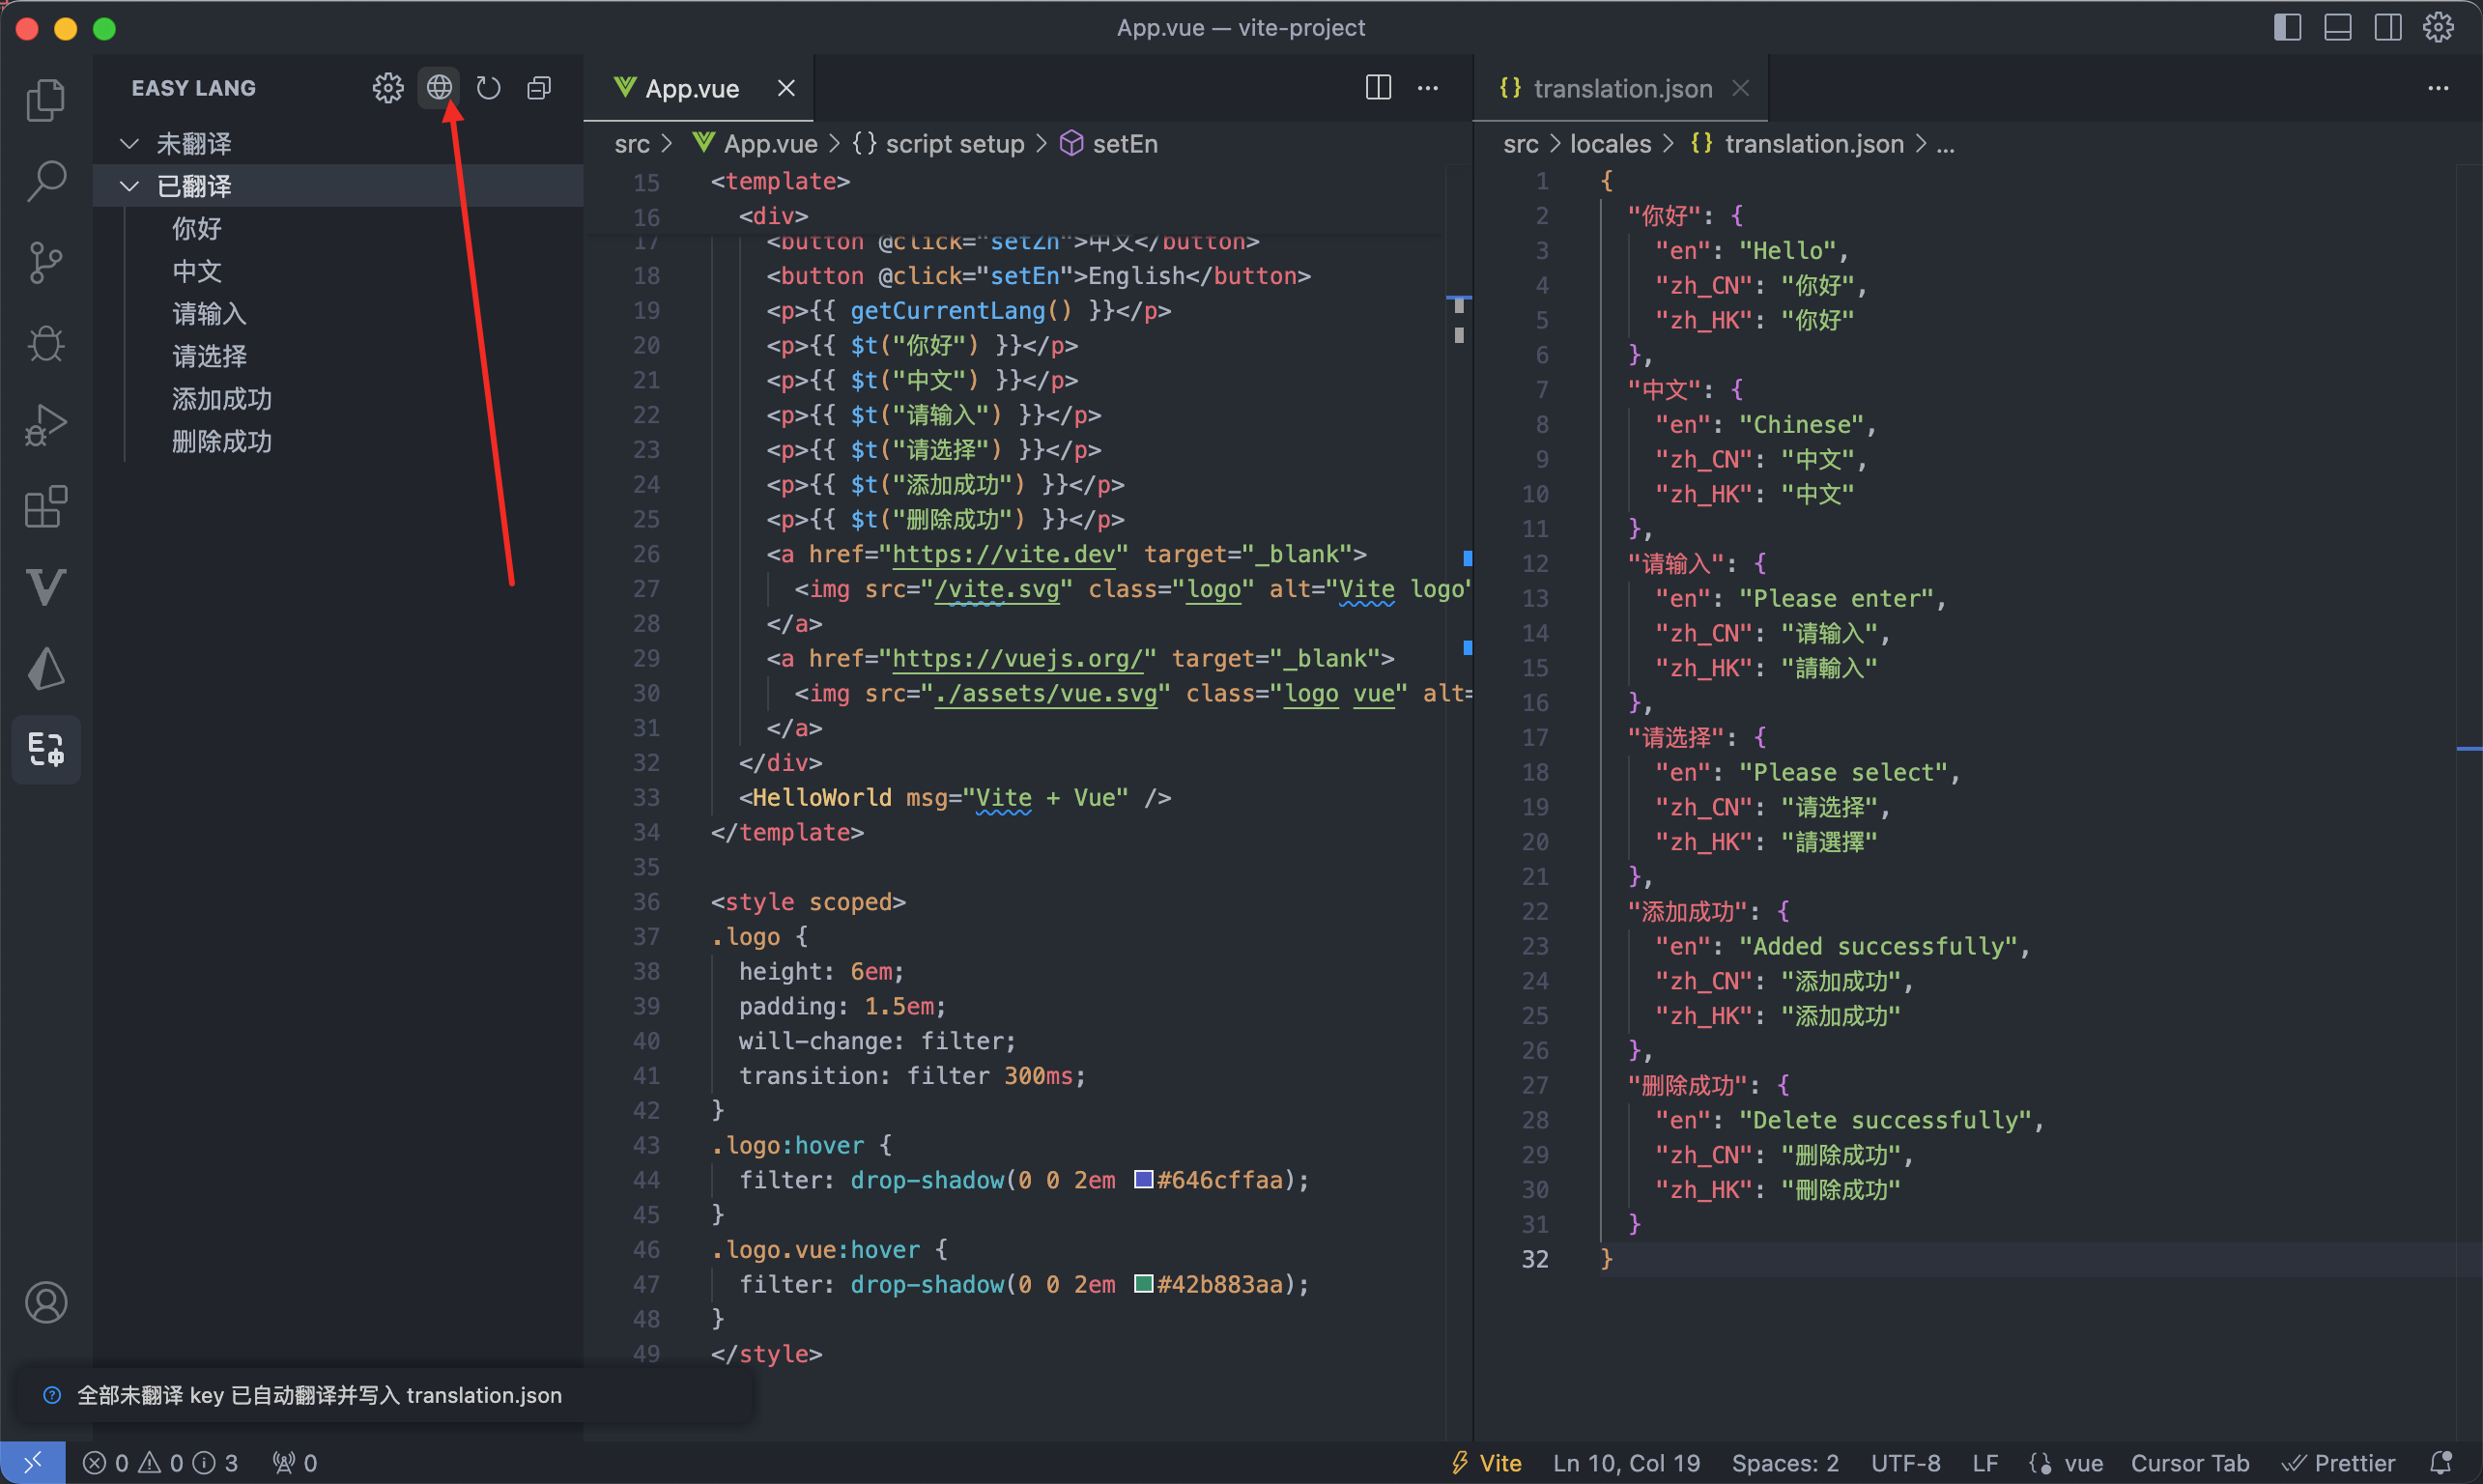 App.vue — vite-project
EASY LANG
未翻译
已翻译
你好
中文
请输入
请选择
添加成功
删除成功
App.vue
src > App.vue > {} script setup > setEn
15 <template>
16 <div>
17 <button @click="setZh">中文</button>
18 <button @click="setEn">English</button>
19 <p>{{ getCurrentLang() }}</p>
20 <p>{{ $t("你好") }}</p>
21 <p>{{ $t("中文") }}</p>
22 <p>{{ $t("请输入") }}</p>
23 <p>{{ $t("请选择") }}</p>
24 <p>{{ $t("添加成功") }}</p>
25 <p>{{ $t("删除成功") }}</p>
26 <a href="https://vite.dev" target="_blank">
27 <img src="/vite.svg" class="logo" alt="Vite logo"
28 </a>
29 <a href="https://vuejs.org/" target="_blank">
30 <img src="./assets/vue.svg" class="logo vue" alt=
31 </a>
32 </div>
33 <HelloWorld msg="Vite + Vue" />
34 </template>
35
36 <style scoped>
37 .logo {
38 height: 6em;
39 padding: 1.5em;
40 will-change: filter;
41 transition: filter 300ms;
42 }
43 .logo:hover {
44 filter: drop-shadow(0 0 2em #646cffaa);
45 }
46 .logo.vue:hover {
47 filter: drop-shadow(0 0 2em #42b883aa);
48 }
49 </style>
{} translation.json
src > locales > {} translation.json > ...
1 {
2 "你好": {
3 "en": "Hello",
4 "zh_CN": "你好",
5 "zh_HK": "你好"
6 },
7 "中文": {
8 "en": "Chinese",
9 "zh_CN": "中文",
10 "zh_HK": "中文"
11 },
12 "请输入": {
13 "en": "Please enter",
14 "zh_CN": "请输入",
15 "zh_HK": "請輸入"
16 },
17 "请选择": {
18 "en": "Please select",
19 "zh_CN": "请选择",
20 "zh_HK": "請選擇"
21 },
22 "添加成功": {
23 "en": "Added successfully",
24 "zh_CN": "添加成功",
25 "zh_HK": "添加成功"
26 },
27 "删除成功": {
28 "en": "Delete successfully",
29 "zh_CN": "删除成功",
30 "zh_HK": "刪除成功"
31 }
32 }
全部未翻译 key 已自动翻译并写入 translation.json
0 0 3 0 Vite Ln 10, Col 19 Spaces: 2 UTF-8 LF {} vue Cursor Tab Prettier